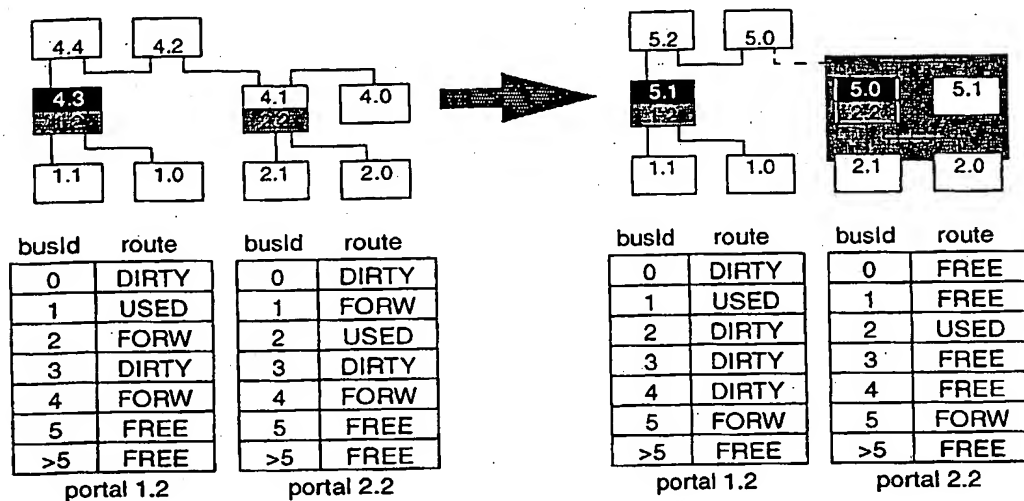 4.4 4.2
4.3 4.1 4.0
1.2 2.2
1.1 1.0 2.1 2.0
5.2 5.0
5.1 5.0 5.1
1.2 2.2
1.1 1.0 2.1 2.0
busId route
0 DIRTY
1 USED
2 FORW
3 DIRTY
4 FORW
5 FREE
>5 FREE
portal 1.2
busId route
0 DIRTY
1 FORW
2 USED
3 DIRTY
4 FORW
5 FREE
>5 FREE
portal 2.2
busId route
0 DIRTY
1 USED
2 DIRTY
3 DIRTY
4 DIRTY
5 FORW
>5 FREE
portal 1.2
busId route
0 FREE
1 FREE
2 USED
3 FREE
4 FREE
5 FORW
>5 FREE
portal 2.2